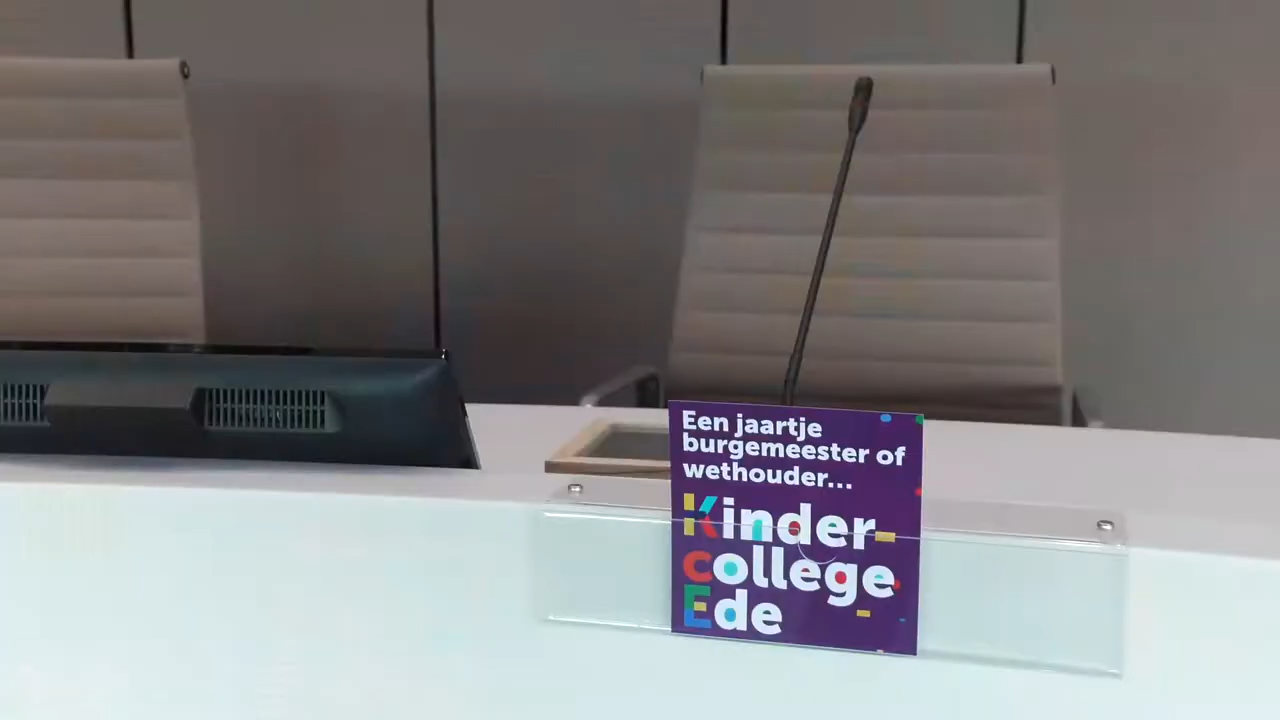 Een jaartje
burgemeester of
wethouder...
Kinder
college
Ede